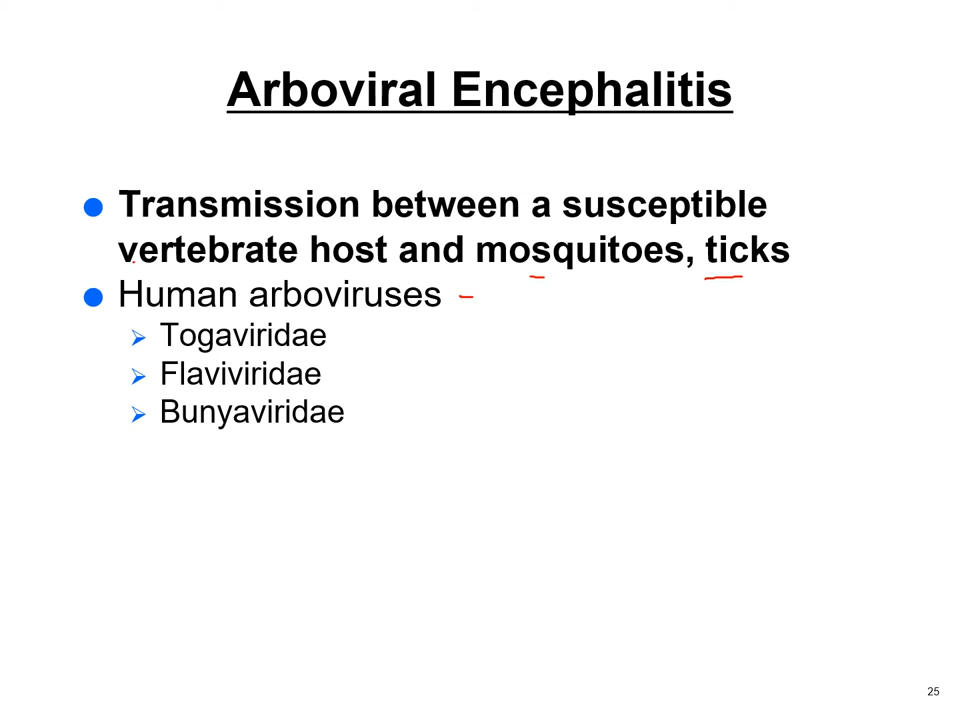 Arboviral Encephalitis
● Transmission between a susceptible
vertebrate host and mosquitoes, ticks
● Human arboviruses
➢ Togaviridae
➢ Flaviviridae
➢ Bunyaviridae
25